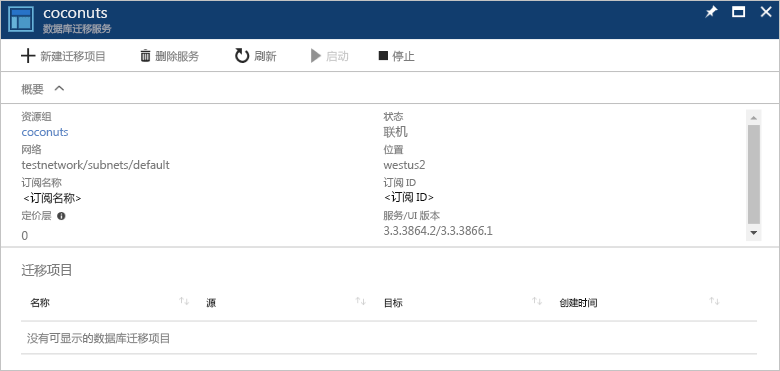 coconuts
数据库迁移服务
新建迁移项目 删除服务 刷新 启动 停止
概要
资源组 状态
coconuts 联机
网络 位置
testnetwork/subnets/default westus2
订阅名称 订阅 ID
<订阅名称> <订阅 ID>
定价层 服务/UI 版本
0 3.3.3864.2/3.3.3866.1
迁移项目
名称 源 目标 创建时间
没有可显示的数据库迁移项目